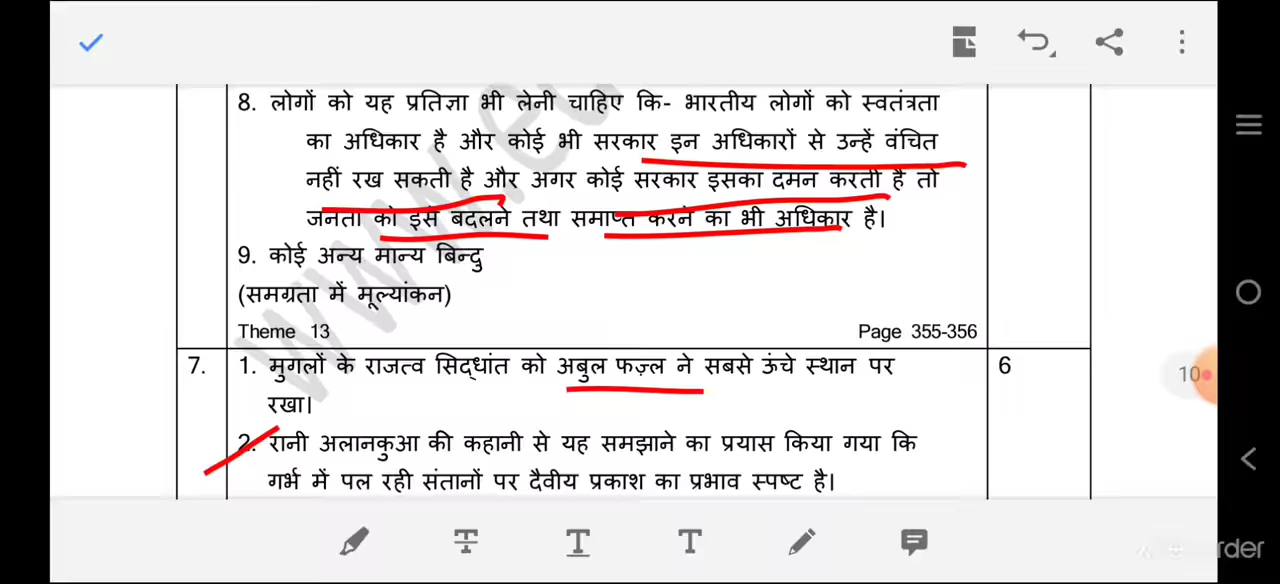 8. लोगों को यह प्रतिज्ञा भी लेनी चाहिए कि- भारतीय लोगों को स्वतंत्रता
का अधिकार है और कोई भी सरकार इन अधिकारों से उन्हें वंचित
नहीं रख सकती है और अगर कोई सरकार इसका दमन करती है तो
जनता को इसे बदलने तथा समाप्त करने का भी अधिकार है।
9. कोई अन्य मान्य बिन्दु
(समग्रता में मूल्यांकन)
Theme 13 Page 355-356
7. 1. मुगलों के राजत्व सिद्धांत को अबुल फज़्ल ने सबसे ऊंचे स्थान पर 6
रखा।
2. रानी अलानकुआ की कहानी से यह समझाने का प्रयास किया गया कि
गर्भ में पल रही संतानों पर दैवीय प्रकाश का प्रभाव स्पष्ट है।
10